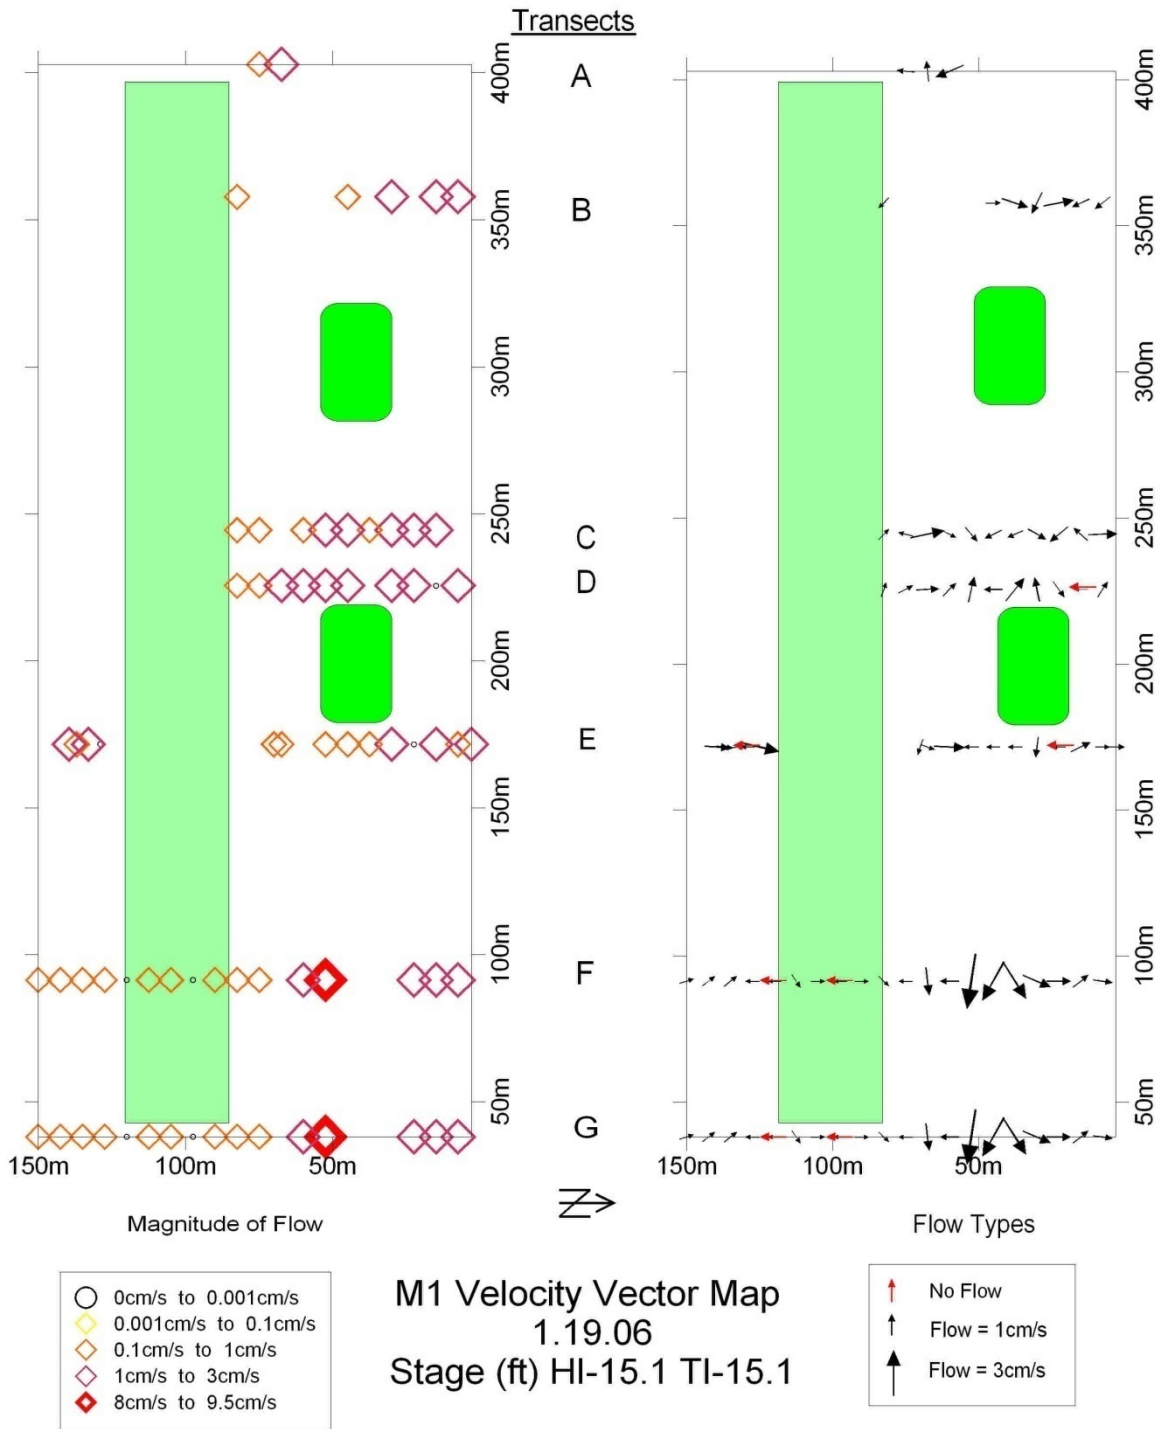 Transects
A
B
C
D
E
F
G
400m
350m
300m
250m
200m
150m
100m
50m
150m
100m
50m
400m
350m
300m
250m
200m
150m
100m
50m
150m
100m
50m
Z
Magnitude of Flow
0cm/s to 0.001cm/s
0.001cm/s to 0.1cm/s
0.1cm/s to 1cm/s
1cm/s to 3cm/s
8cm/s to 9.5cm/s
M1 Velocity Vector Map
1.19.06
Stage (ft) HI-15.1 TI-15.1
Flow Types
No Flow
Flow = 1cm/s
Flow = 3cm/s